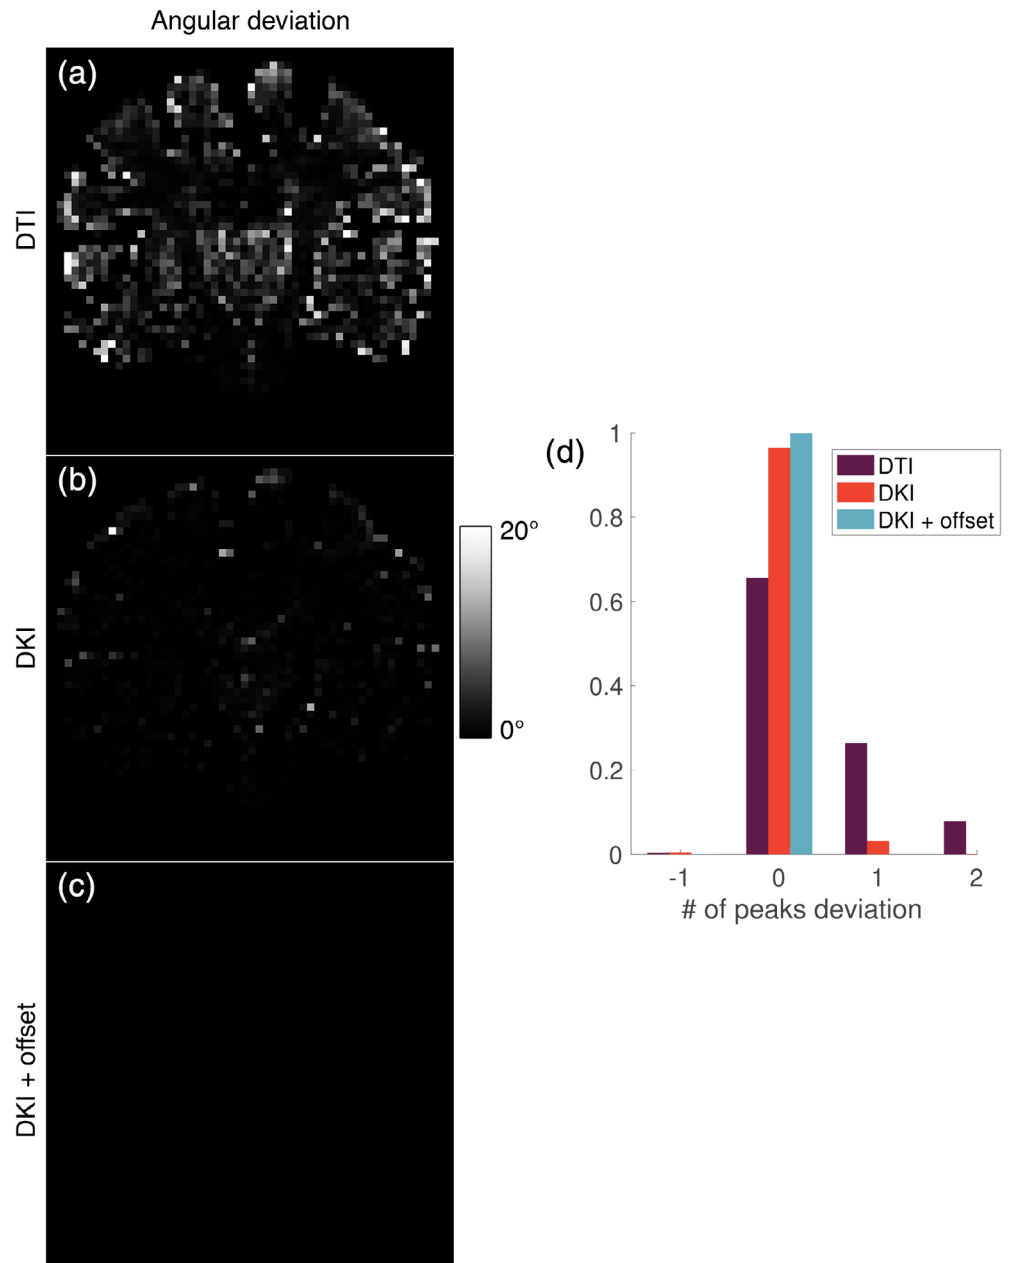 Angular deviation
(a)
DTI
(b)
DKI
20°
0°
(c)
DKI + offset
(d)
1
0.8
0.6
0.4
0.2
0
-1
0
1
2
# of peaks deviation
DTI
DKI
DKI + offset